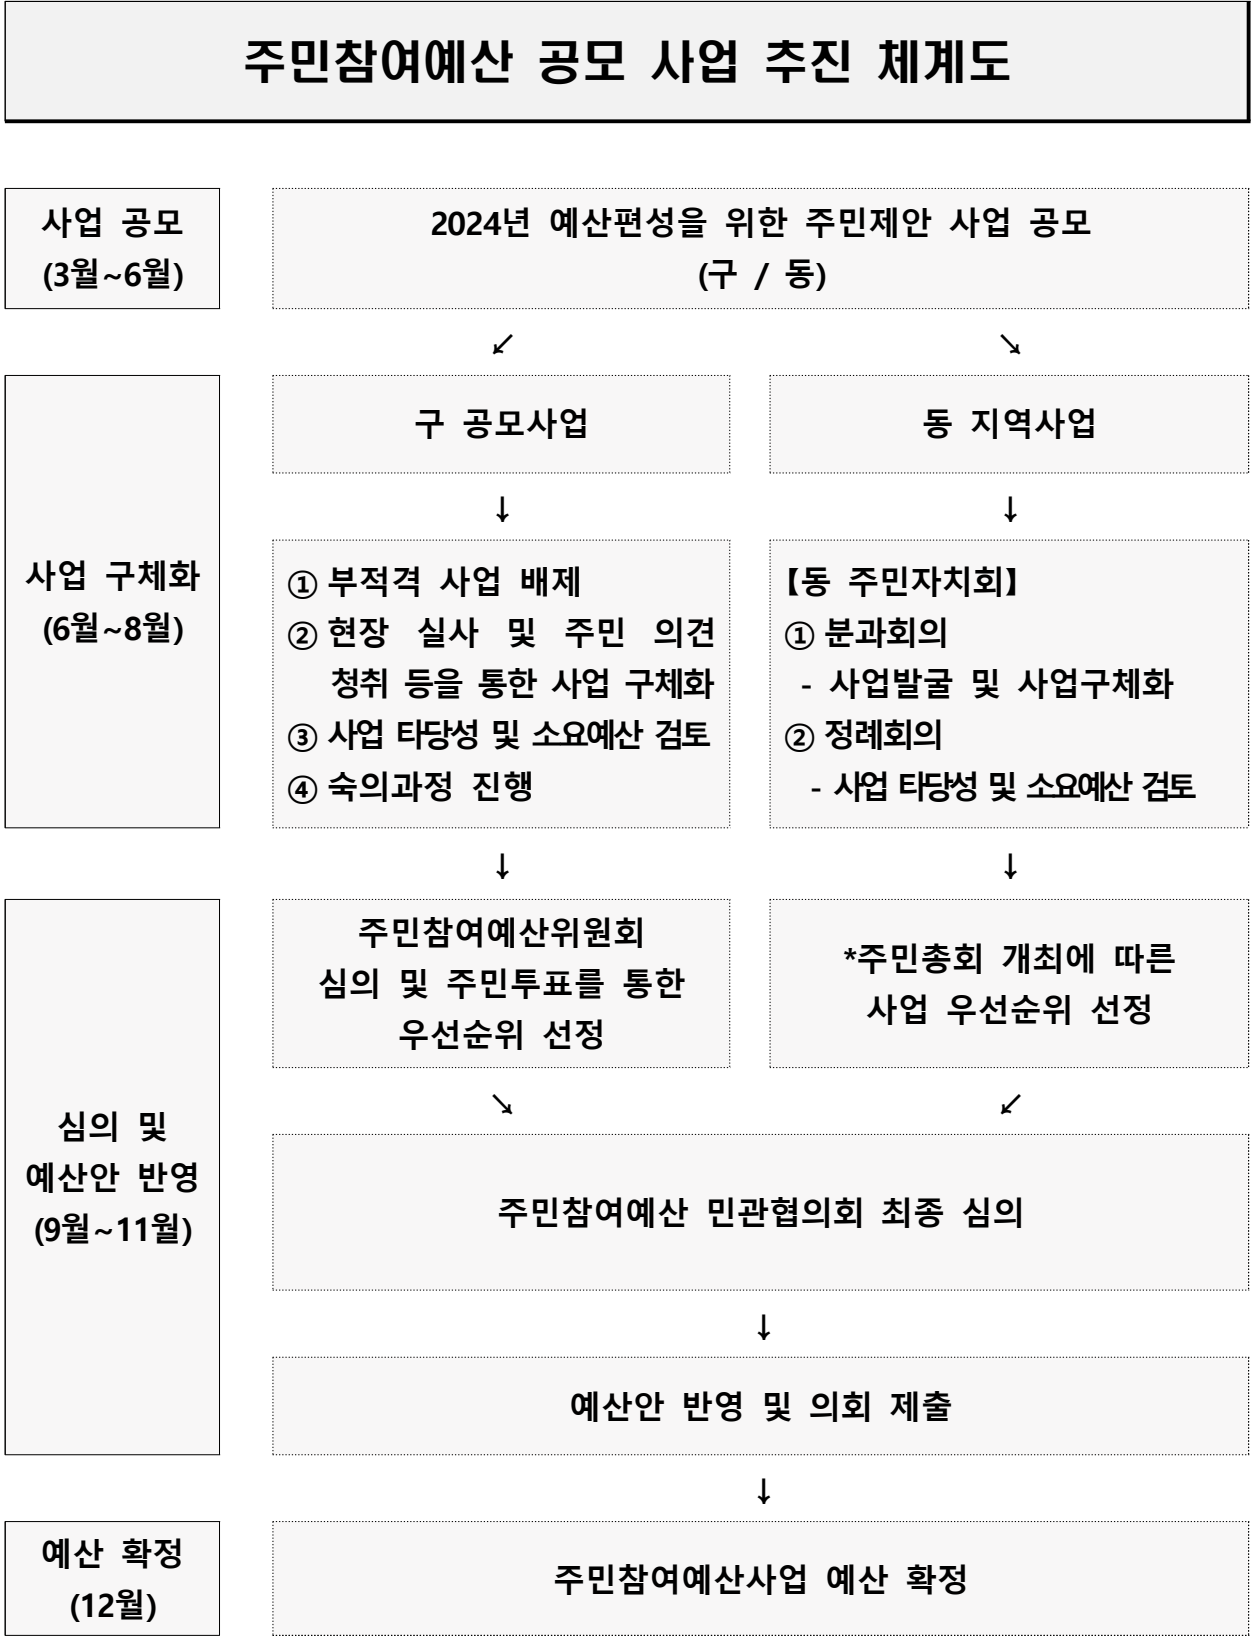 주민참여예산 공모 사업 추진 체계도
사업 공모
(3월~6월)
2024년 예산편성을 위한 주민제안 사업 공모
(구 / 동)
↙ ↘
사업 구체화
(6월~8월)
구 공모사업
↓
① 부적격 사업 배제
② 현장 실사 및 주민 의견
청취 등을 통한 사업 구체화
③ 사업 타당성 및 소요예산 검토
④ 숙의과정 진행
↓
동 지역사업
↓
【동 주민자치회】
① 분과회의
- 사업발굴 및 사업구체화
② 정례회의
- 사업 타당성 및 소요예산 검토
↓
심의 및
예산안 반영
(9월~11월)
주민참여예산위원회
심의 및 주민투표를 통한
우선순위 선정
*주민총회 개최에 따른
사업 우선순위 선정
↘ ↙
주민참여예산 민관협의회 최종 심의
↓
예산안 반영 및 의회 제출
↓
예산 확정
(12월)
주민참여예산사업 예산 확정